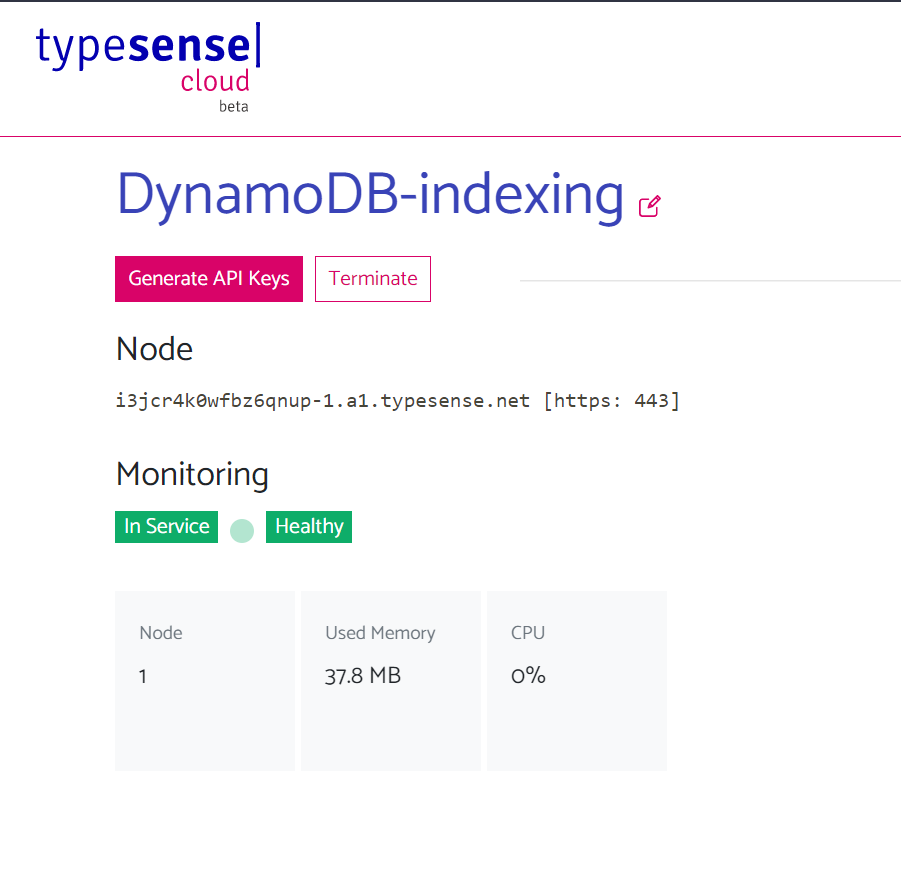 typesense
cloud
beta
DynamoDB-indexing
Generate API Keys
Terminate
Node
i3jcr4k0wfbz6qnup-1.a1.typesense.net [https: 443]
Monitoring
In Service
Healthy
Node
Used Memory
CPU
1
37.8 MB
0%